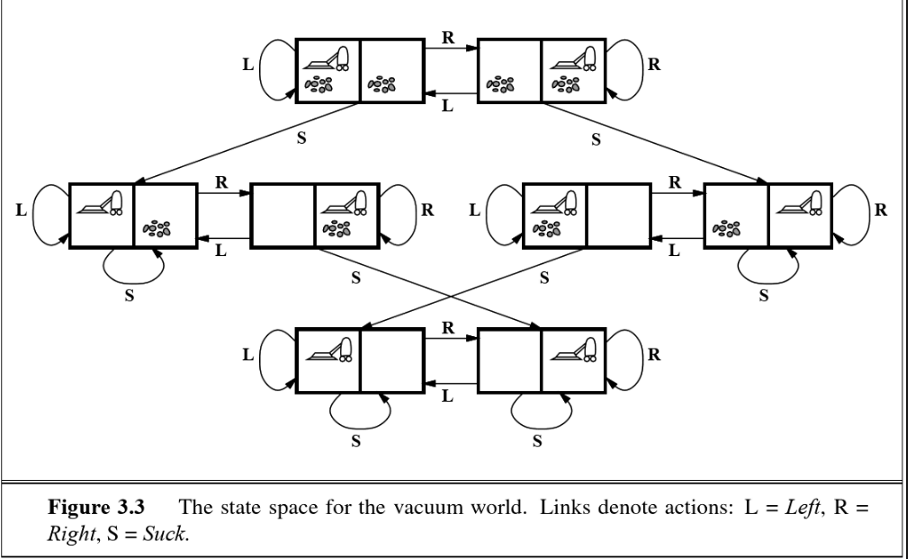 R
L R
L
S S
R R
L R L R
L L
S S S S
R
L R
L
S S
Figure 3.3 The state space for the vacuum world. Links denote actions: L = Left, R =
Right, S = Suck.